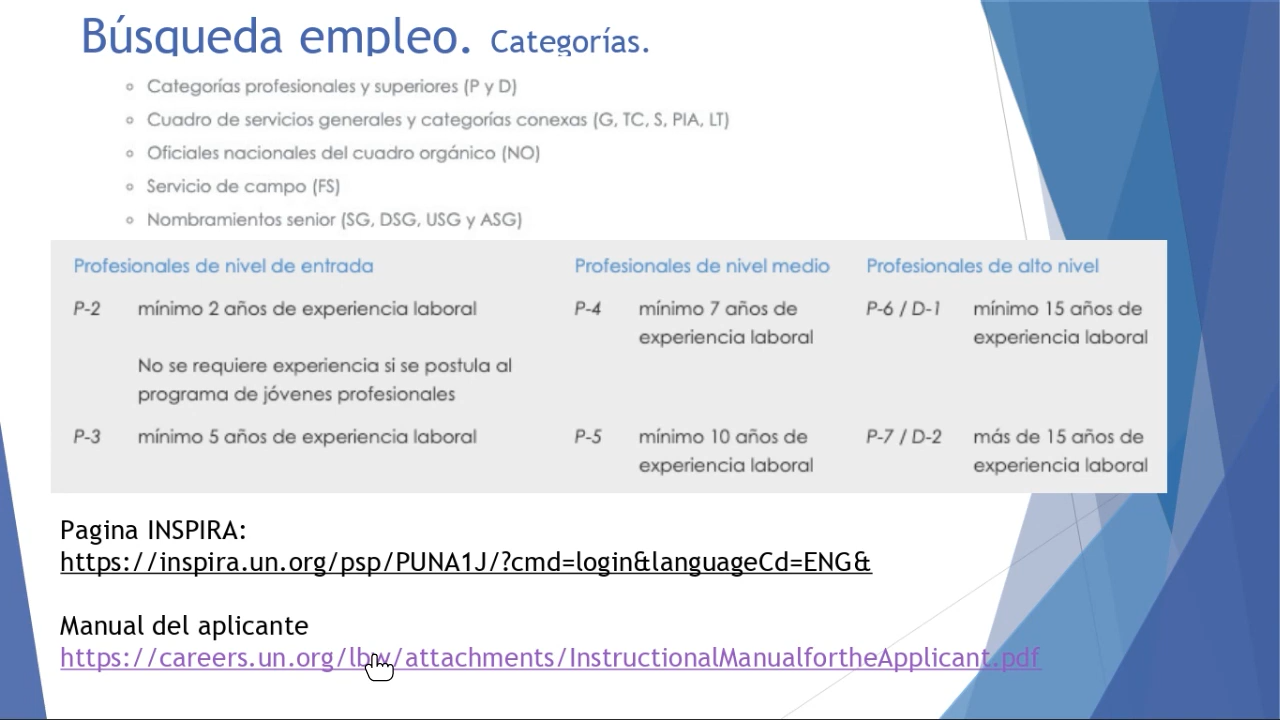 Búsqueda empleo. Categorías.
Categorías profesionales y superiores (P y D)
Cuadro de servicios generales y categorías conexas (G, TC, S, PIA, LT)
Oficiales nacionales del cuadro orgánico (NO)
Servicio de campo (FS)
Nombramientos senior (SG, DSG, USG y ASG)
Profesionales de nivel de entrada
P-2 mínimo 2 años de experiencia laboral
No se requiere experiencia si se postula al
programa de jóvenes profesionales
P-3 mínimo 5 años de experiencia laboral
Profesionales de nivel medio
P-4 mínimo 7 años de
experiencia laboral
P-5 mínimo 10 años de
experiencia laboral
Profesionales de alto nivel
P-6 / D-1 mínimo 15 años de
experiencia laboral
P-7 / D-2 más de 15 años de
experiencia laboral
Pagina INSPIRA:
https://inspira.un.org/psp/PUNA1J/?cmd=login&languageCd=ENG&
Manual del aplicante
https://careers.un.org/lbw/attachments/InstructionalManualfortheApplicant.pdf